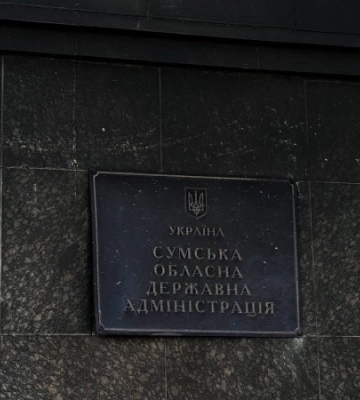 УКРАЇНА
СУМСЬКА
ОБЛАСНА
ДЕРЖАВНА
АДМІНІСТРАЦІЯ